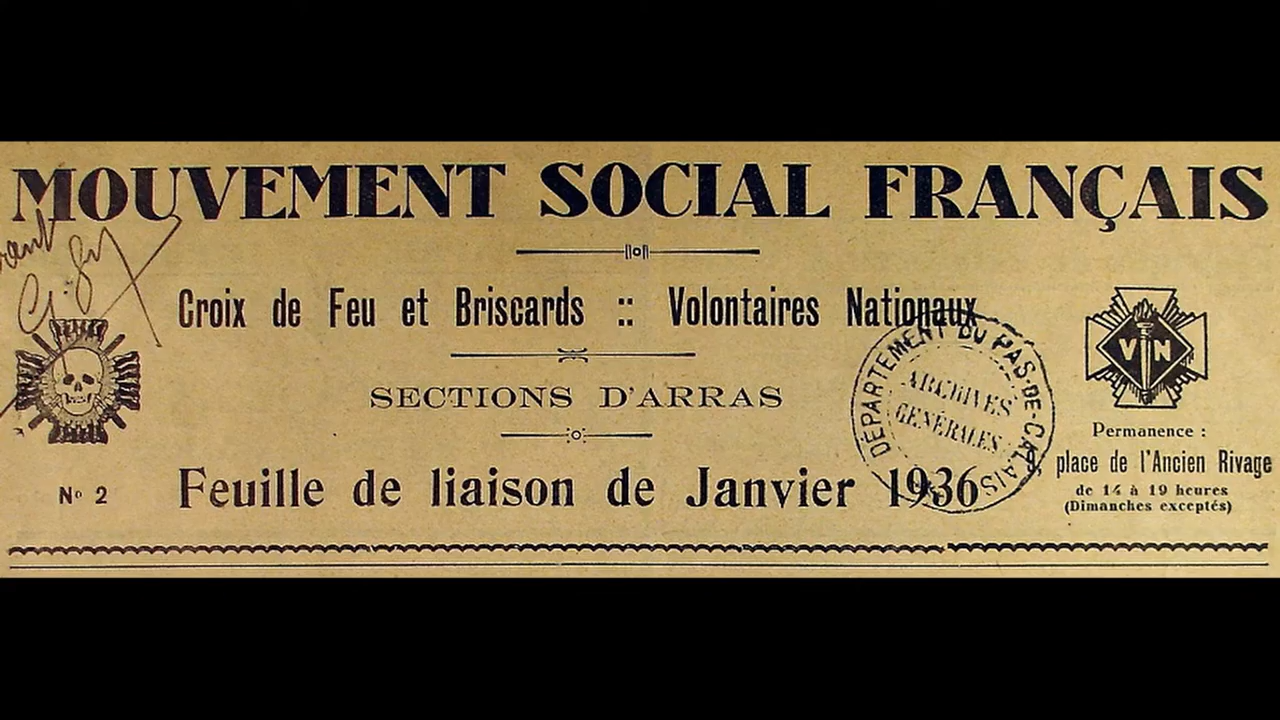 MOUVEMENT SOCIAL FRANÇAIS
Croix de Feu et Briscards :: Volontaires Nationaux
SECTIONS D'ARRAS
N° 2
Feuille de liaison de Janvier 1936
DÉPARTEMENT DU PAS-DE-CALAIS
ARCHIVES
GÉNÉRALES
V N
Permanence :
place de l'Ancien Rivage
de 14 à 19 heures
(Dimanches exceptés)